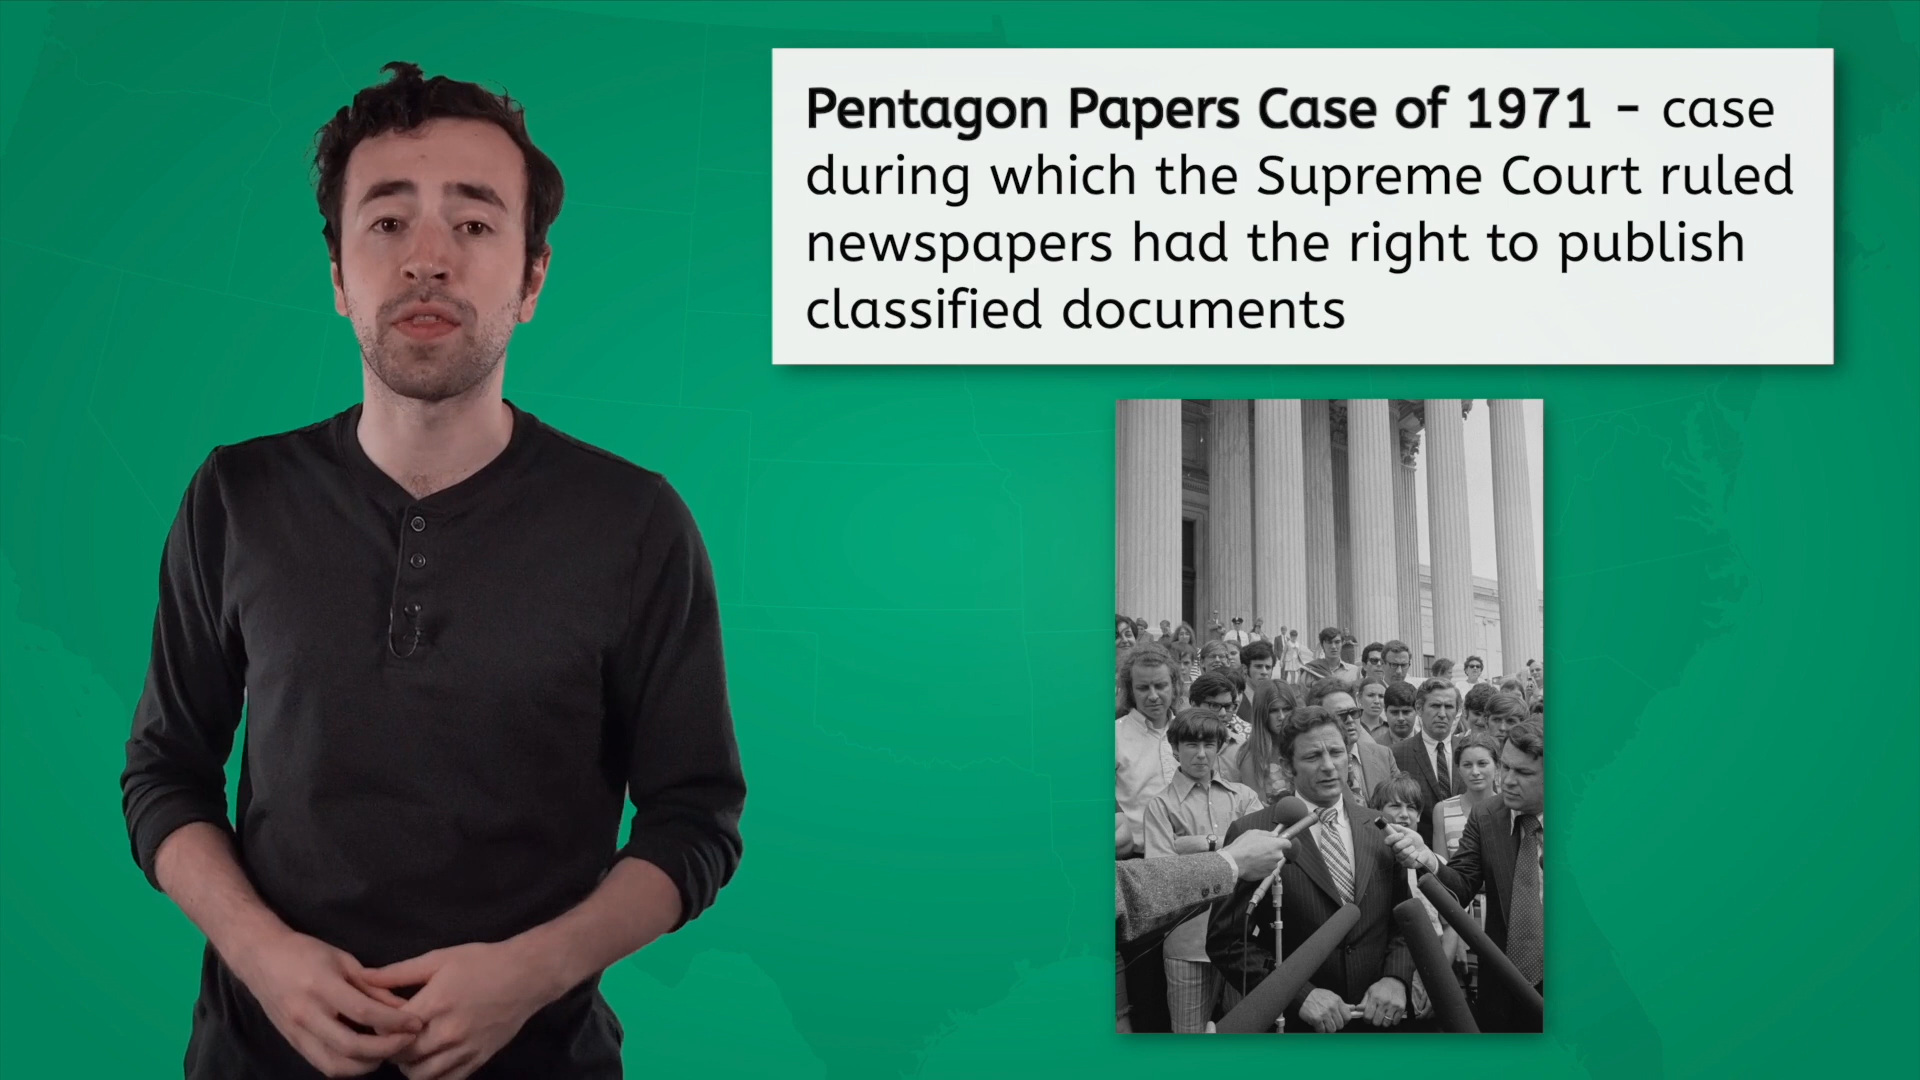 Pentagon Papers Case of 1971 - case
during which the Supreme Court ruled
newspapers had the right to publish
classified documents